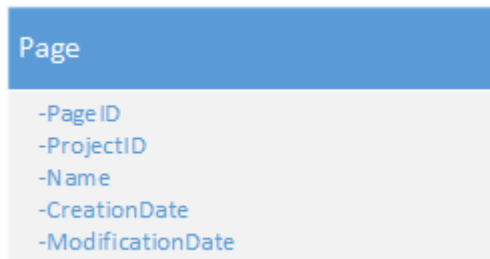 Page
-PageID
-ProjectID
-Name
-CreationDate
-ModificationDate